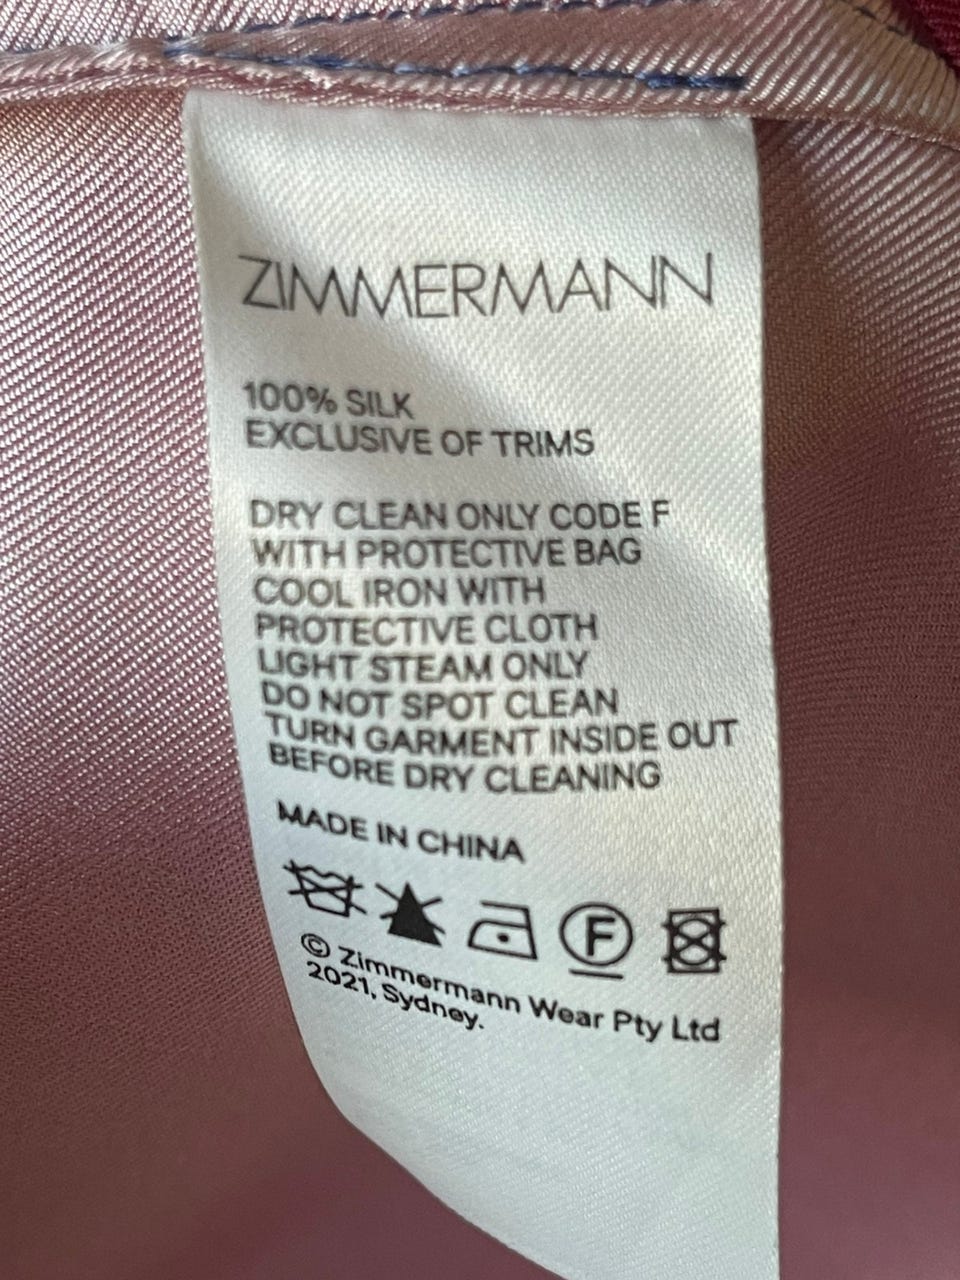 ZIMMERMANN
100% SILK
EXCLUSIVE OF TRIMS
DRY CLEAN ONLY CODE F
WITH PROTECTIVE BAG
COOL IRON WITH
PROTECTIVE CLOTH
LIGHT STEAM ONLY
DO NOT SPOT CLEAN
TURN GARMENT INSIDE OUT
BEFORE DRY CLEANING
MADE IN CHINA
F
© Zimmermann Wear Pty Ltd
2021, Sydney.